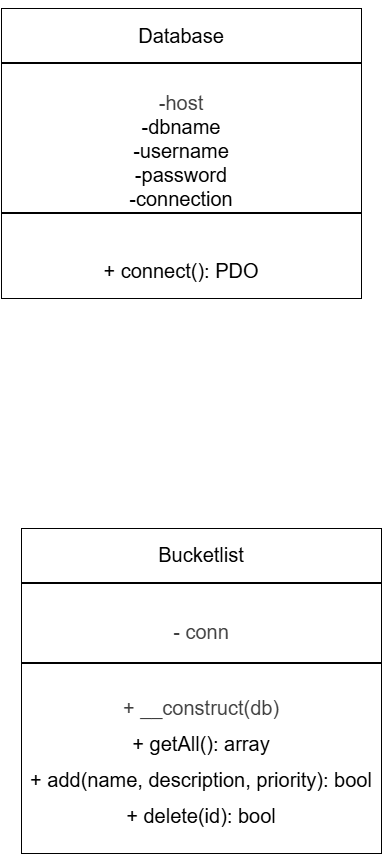 Database
-host
-dbname
-username
-password
-connection
+ connect(): PDO
Bucketlist
- conn
+ __construct(db)
+ getAll(): array
+ add(name, description, priority): bool
+ delete(id): bool